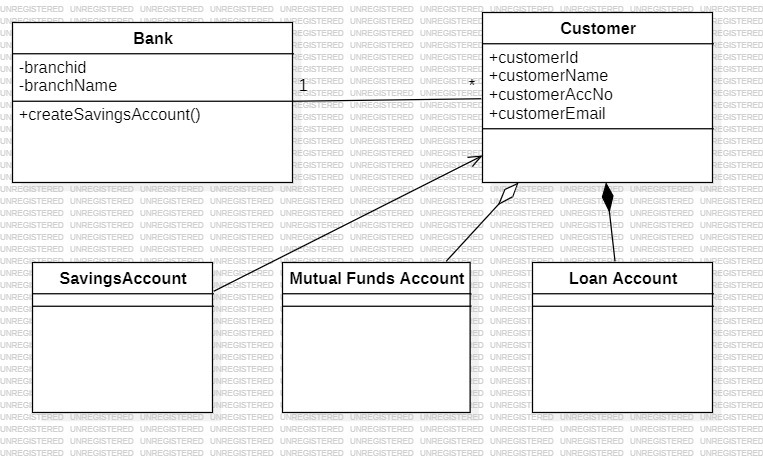 Bank
-branchid
-branchName
+createSavingsAccount()
1
*
Customer
+customerId
+customerName
+customerAccNo
+customerEmail
SavingsAccount
Mutual Funds Account
Loan Account
UNREGISTERED